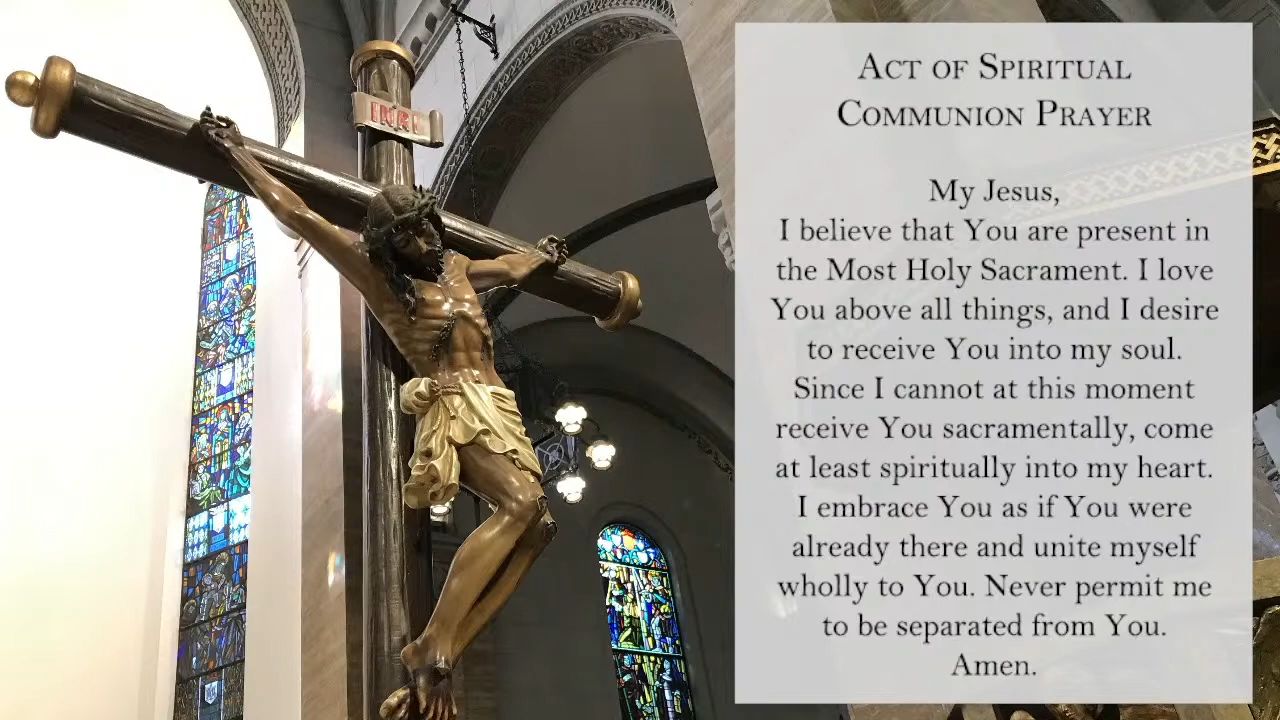 INRI
ACT OF SPIRITUAL
COMMUNION PRAYER
My Jesus,
I believe that You are present in
the Most Holy Sacrament. I love
You above all things, and I desire
to receive You into my soul.
Since I cannot at this moment
receive You sacramentally, come
at least spiritually into my heart.
I embrace You as if You were
already there and unite myself
wholly to You. Never permit me
to be separated from You.
Amen.